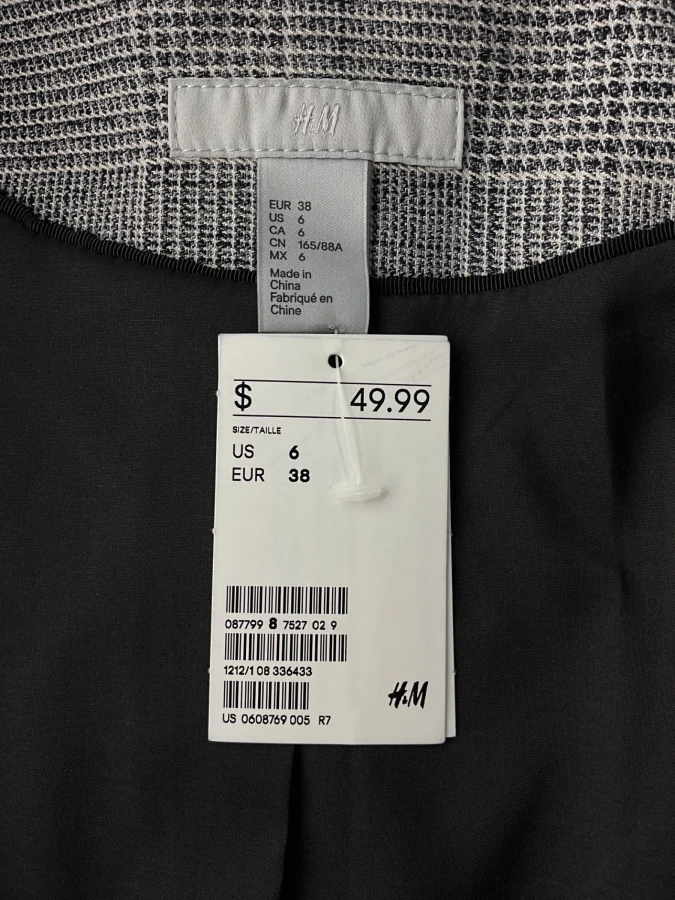 H&M
EUR 38
US 6
CA 6
CN 165/88A
MX 6
Made in
China
Fabriqué en
Chine
$ 49.99
SIZE/TAILLE
US 6
EUR 38
087799 8 7527 02 9
1212/1 08 336433
H&M
US 0608769 005 R7